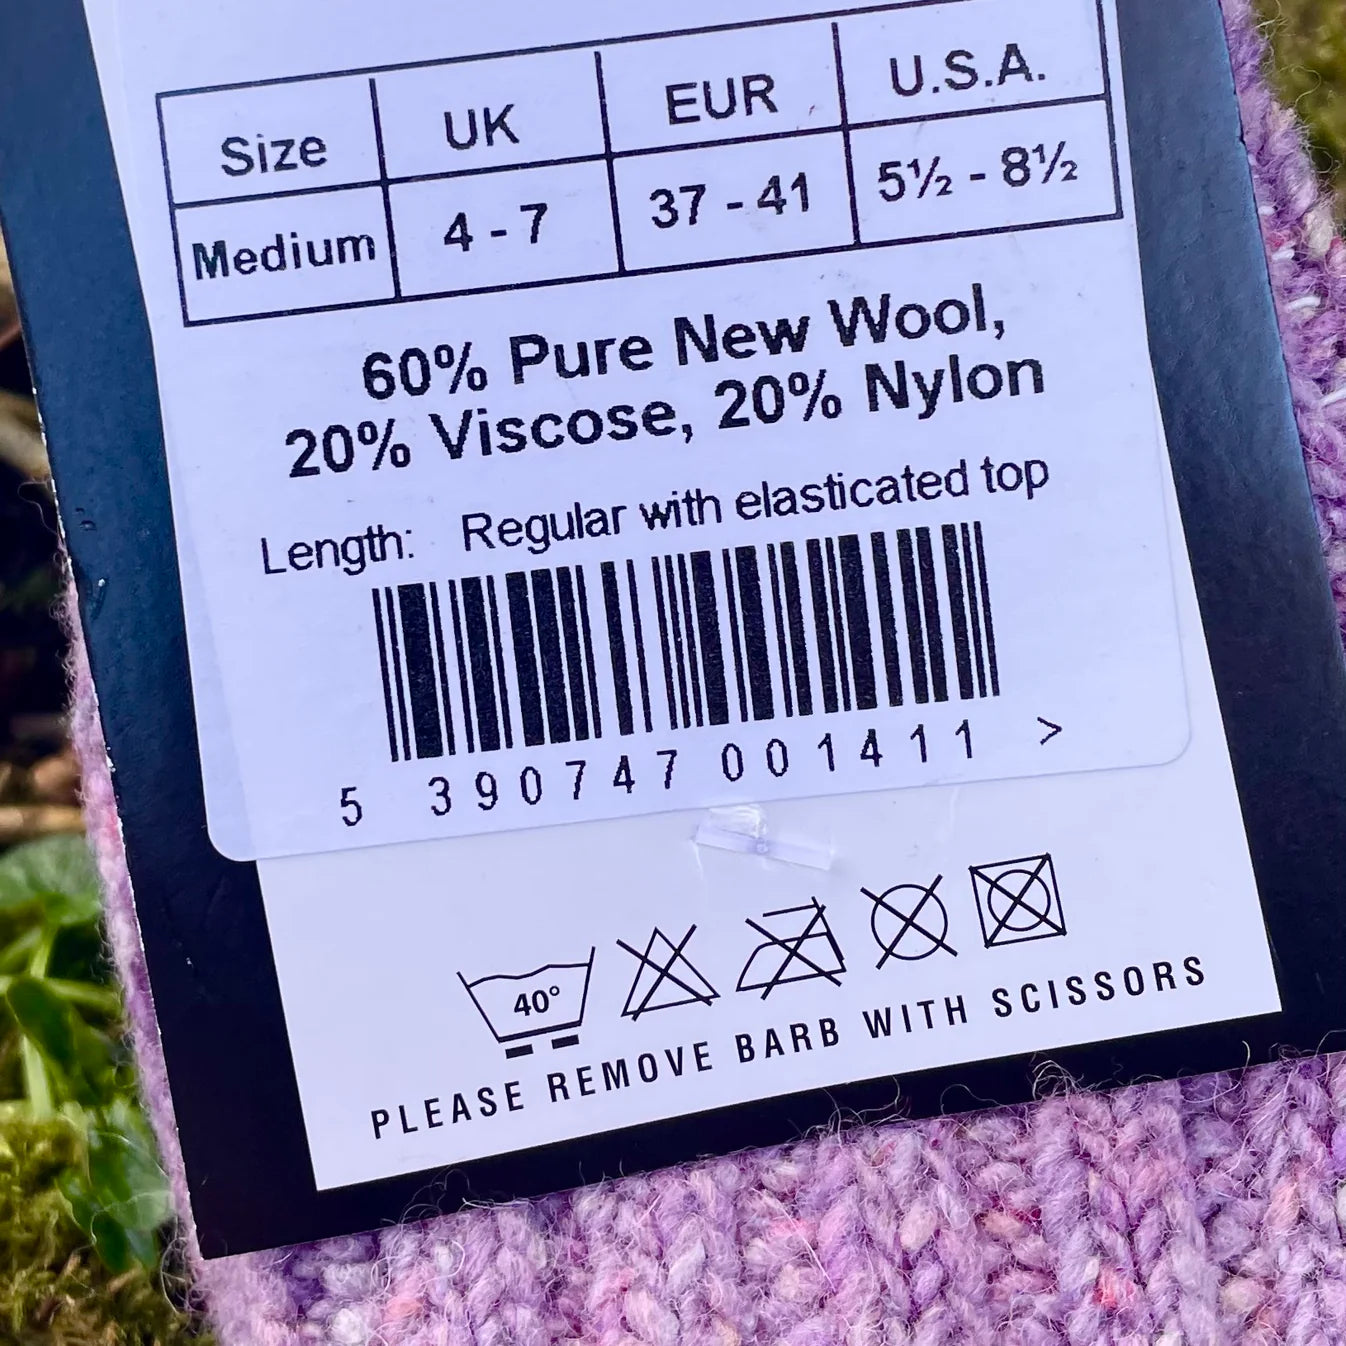 Size UK EUR U.S.A.
Medium 4 - 7 37 - 41 5½ - 8½
60% Pure New Wool,
20% Viscose, 20% Nylon
Length: Regular with elasticated top
5 390747 001411 >
40°
PLEASE REMOVE BARB WITH SCISSORS